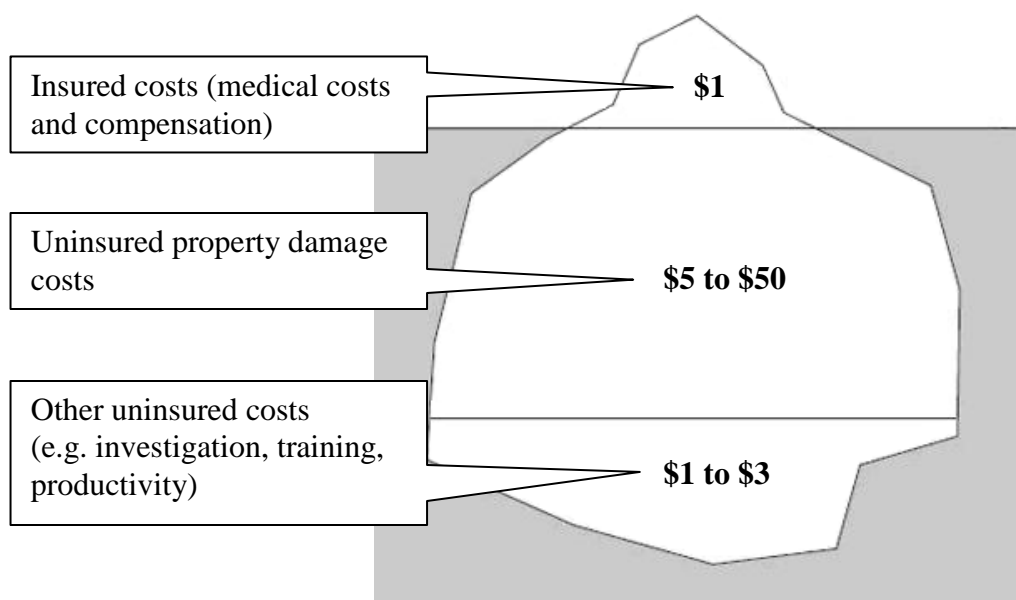 Insured costs (medical costs
and compensation)
$1
Uninsured property damage
costs
$5 to $50
Other uninsured costs
(e.g. investigation, training,
productivity)
$1 to $3